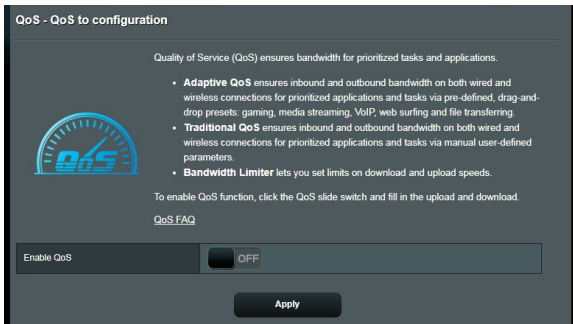 QoS - QoS to configuration
Quality of Service (QoS) ensures bandwidth for prioritized tasks and applications.
• Adaptive QoS ensures inbound and outbound bandwidth on both wired and
wireless connections for prioritized applications and tasks via pre-defined, drag-and-
drop presets: gaming, media streaming, VoIP, web surfing and file transferring.
• Traditional QoS ensures inbound and outbound bandwidth on both wired and
wireless connections for prioritized applications and tasks via manual user-defined
parameters.
• Bandwidth Limiter lets you set limits on download and upload speeds.
QoS
To enable QoS function, click the QoS slide switch and fill in the upload and download.
QoS FAQ
Enable QoS
OFF
Apply